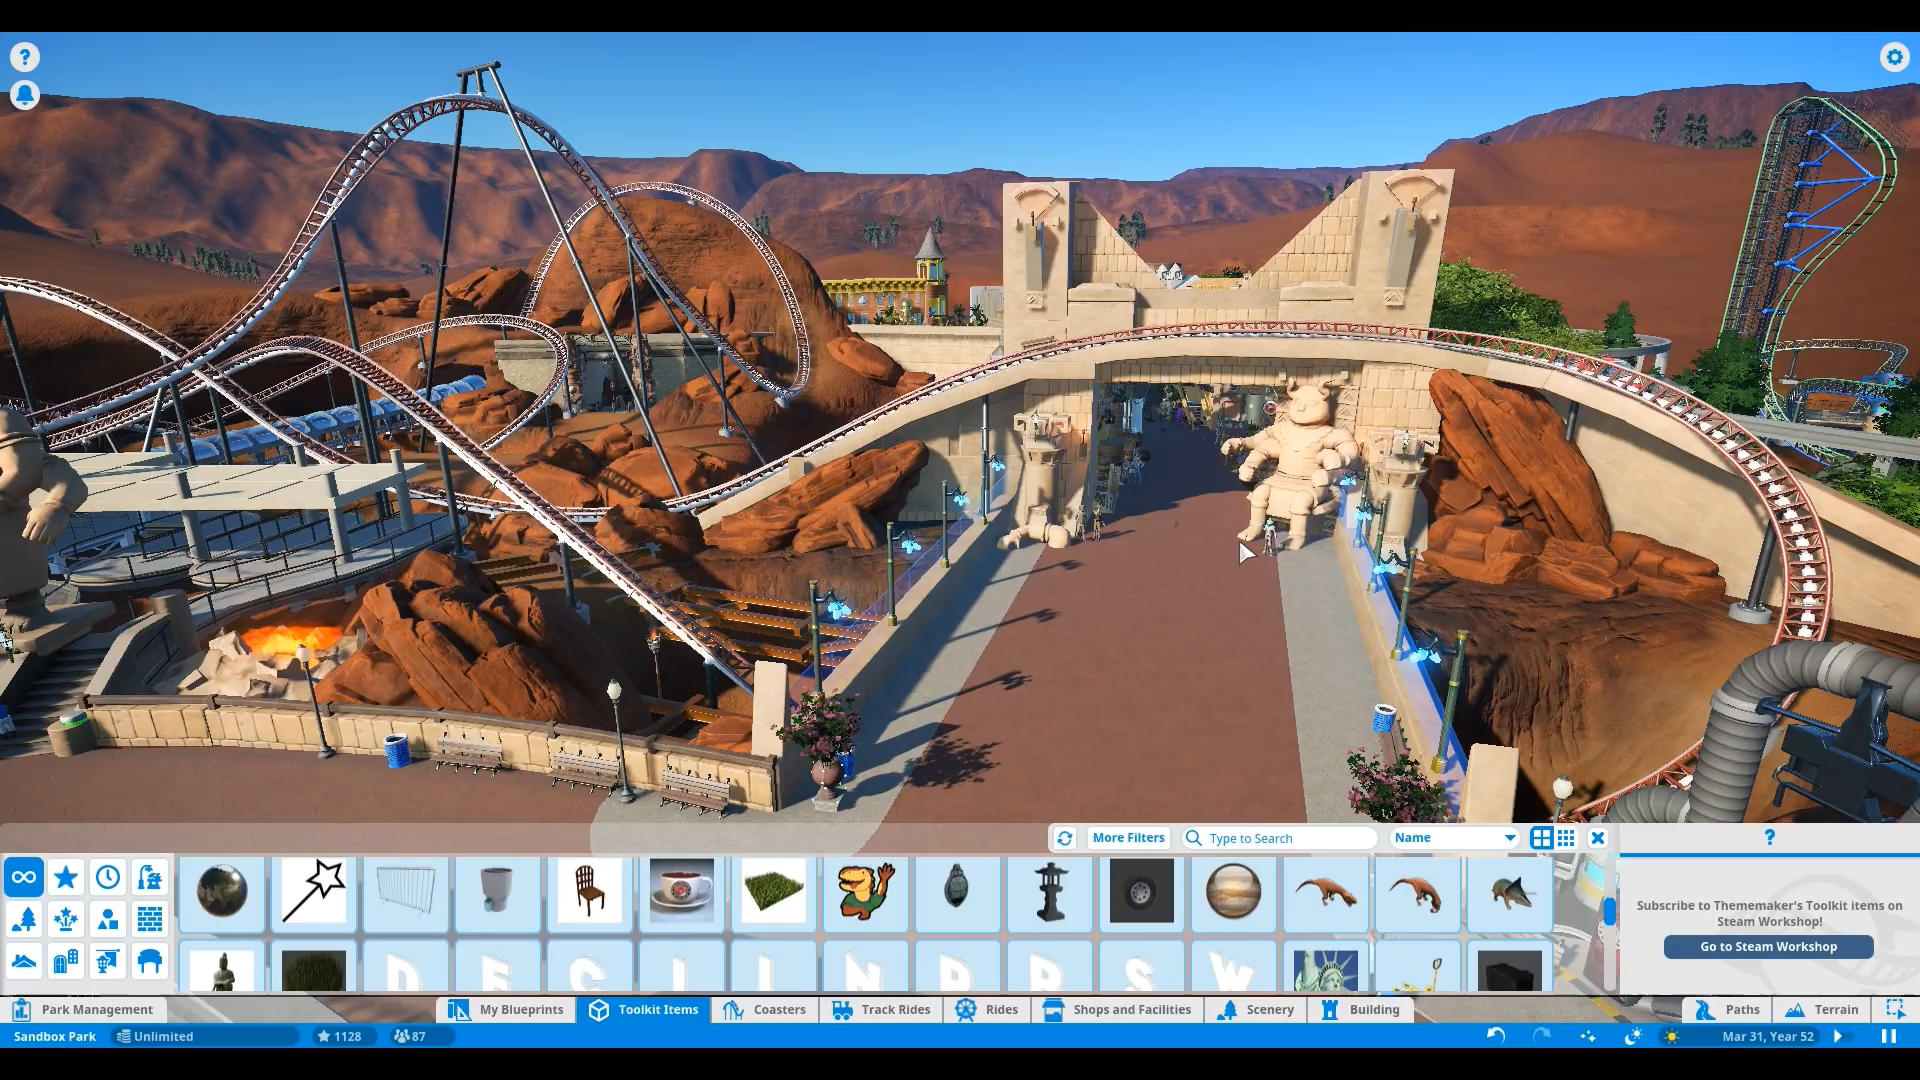 ?
More Filters
Type to Search
Name
?
Subscribe to Thememaker's Toolkit items on
Steam Workshop!
Go to Steam Workshop
D E C I I N D R S W
Park Management
My Blueprints
Toolkit Items
Coasters
Track Rides
Rides
Shops and Facilities
Scenery
Building
Paths
Terrain
Sandbox Park
Unlimited
1128
87
Mar 31, Year 52